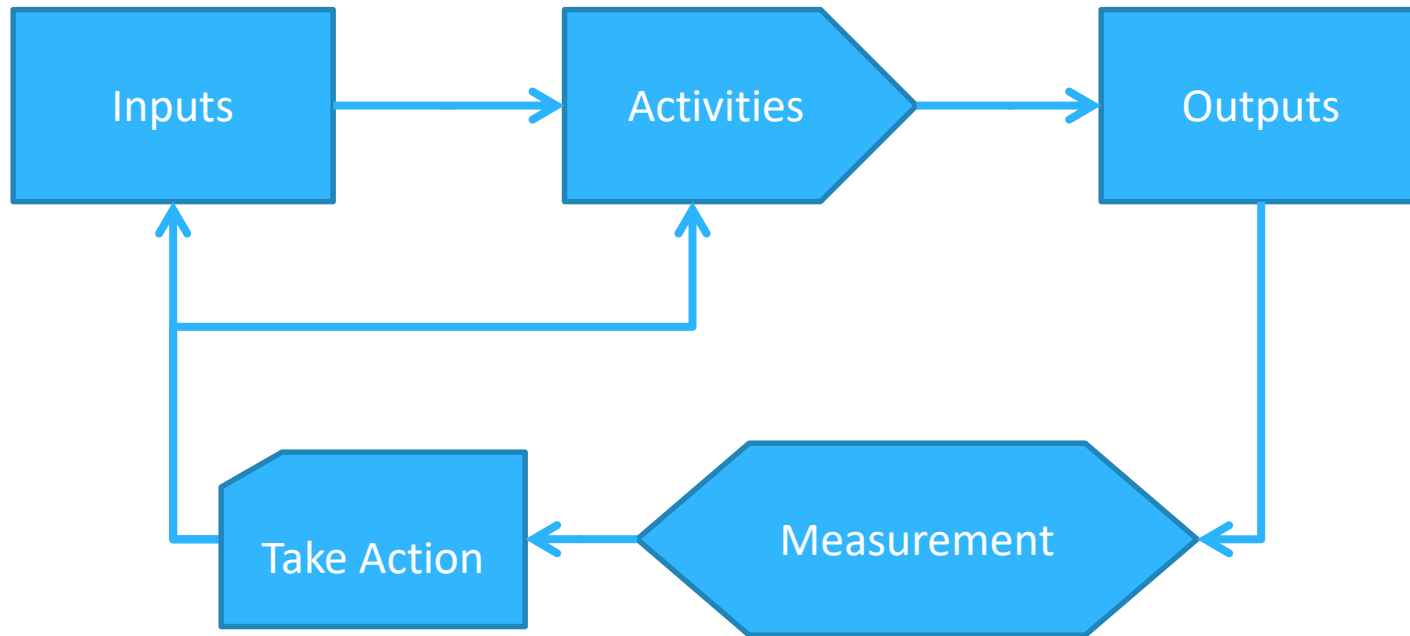 Inputs
Activities
Outputs
Take Action
Measurement